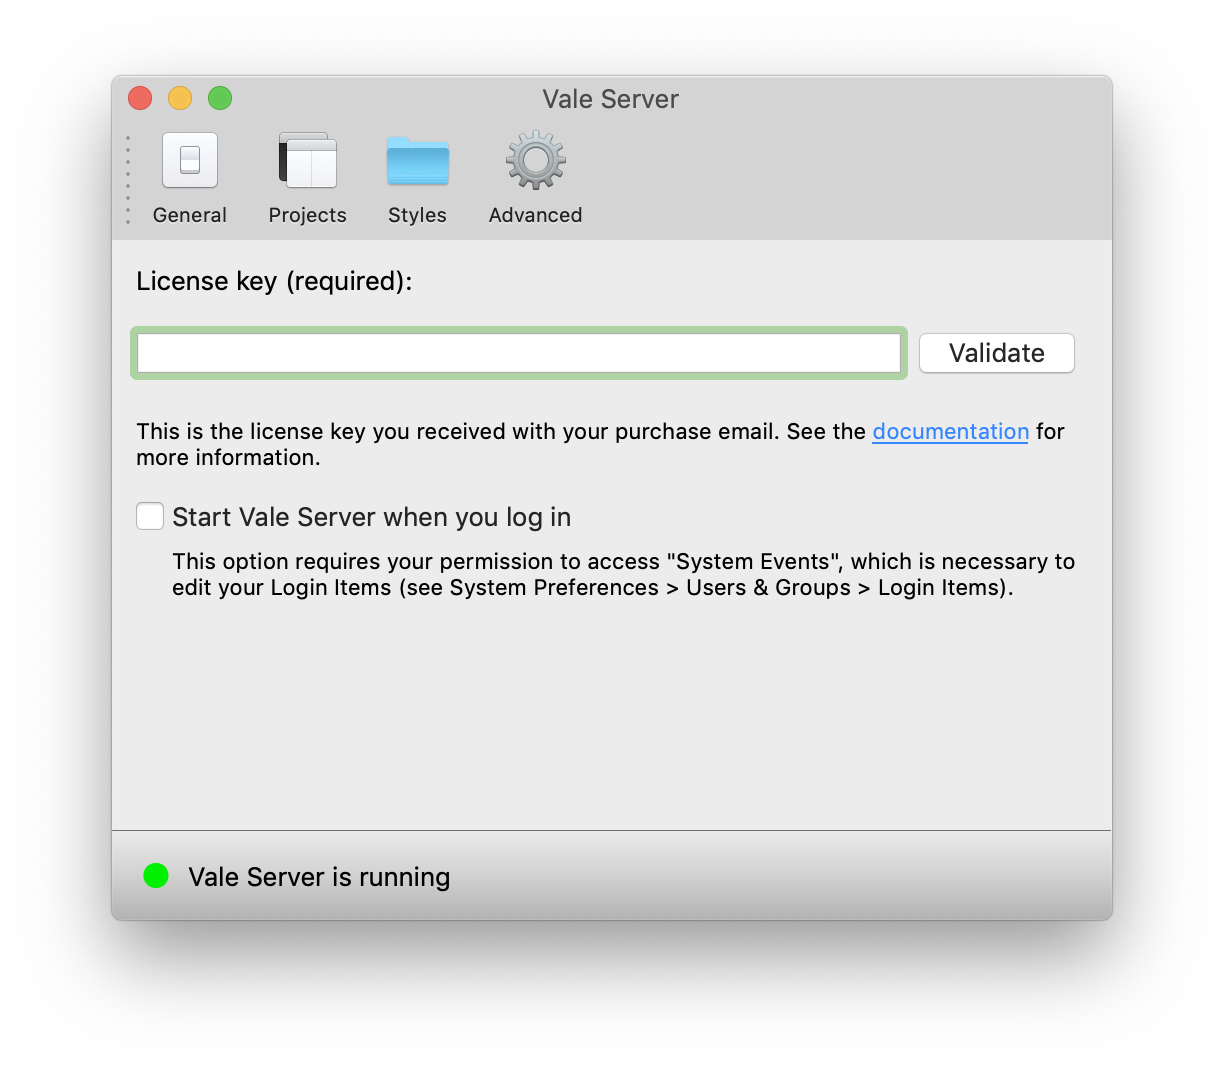 Vale Server
General
Projects
Styles
Advanced
License key (required):
Validate
This is the license key you received with your purchase email. See the documentation for
more information.
Start Vale Server when you log in
This option requires your permission to access "System Events", which is necessary to
edit your Login Items (see System Preferences > Users & Groups > Login Items).
Vale Server is running